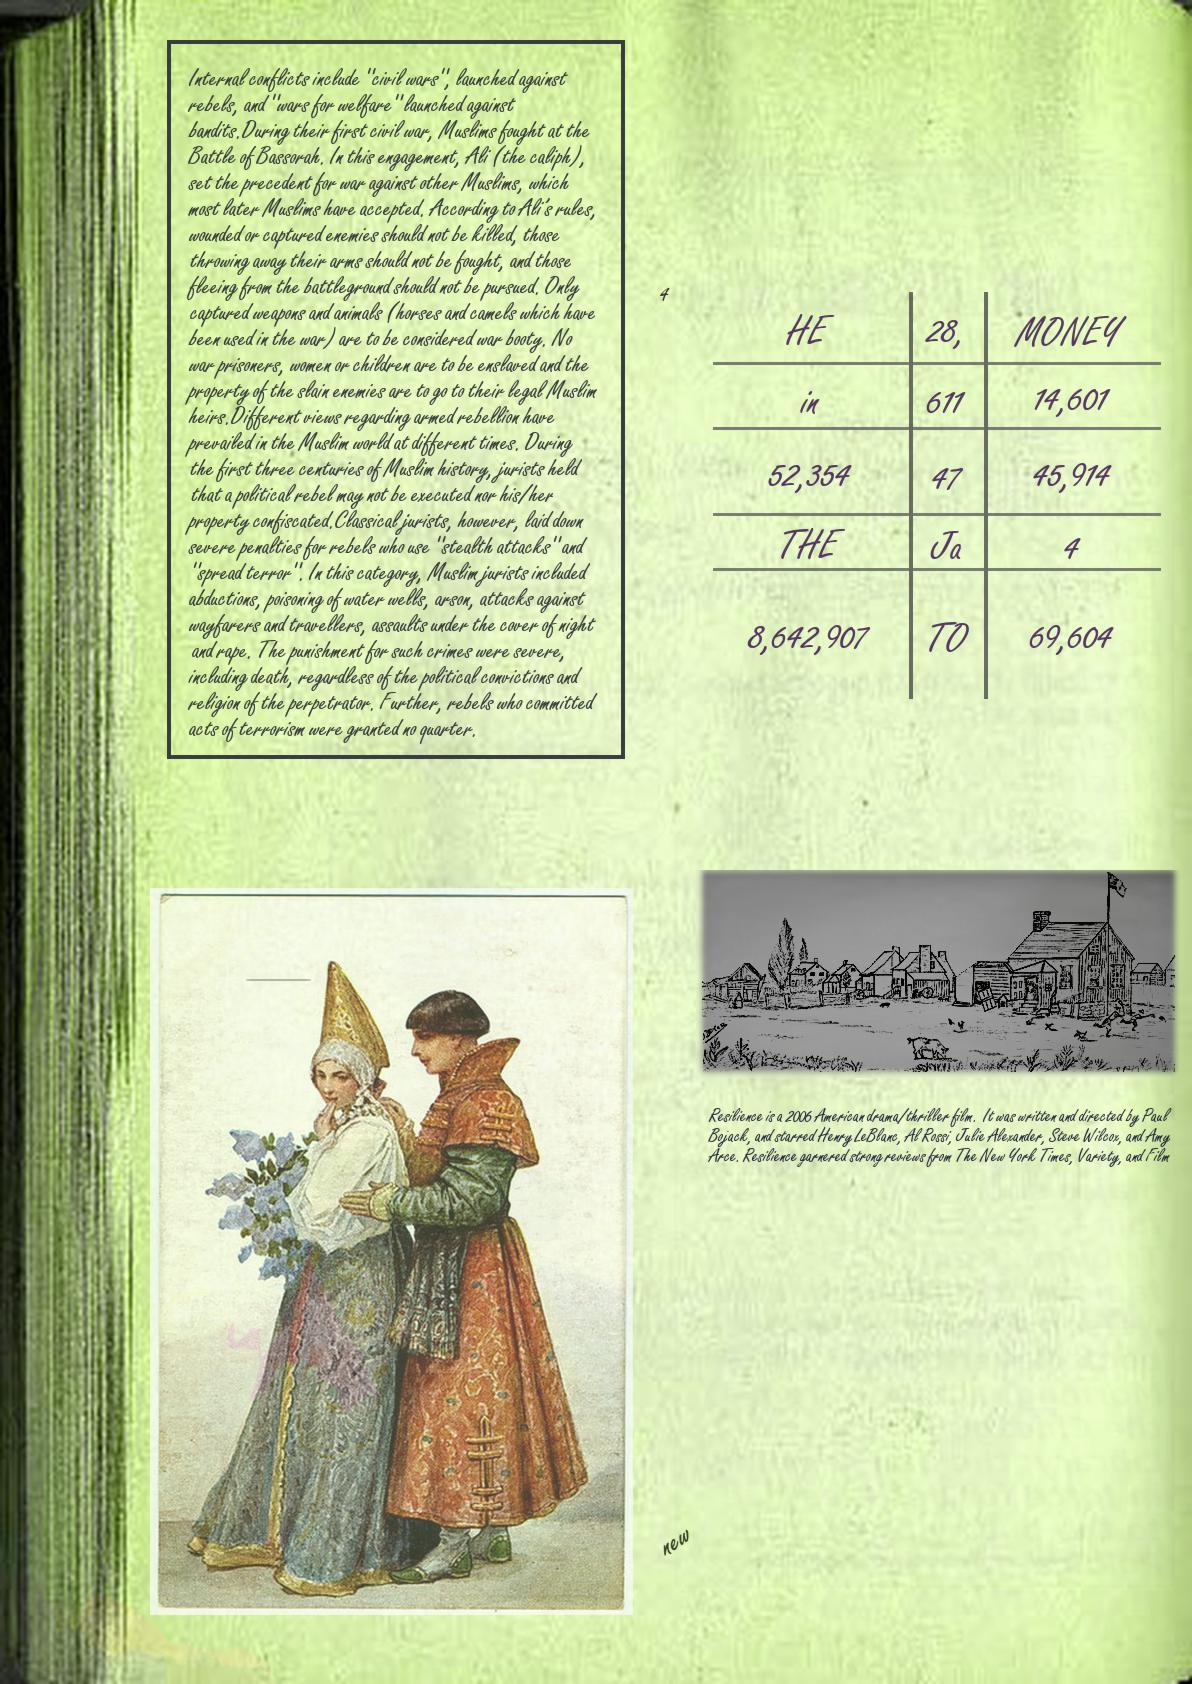 Internal conflicts include "civil wars", launched against
rebels, and "wars for welfare" launched against
bandits.During their first civil war, Muslims fought at the
Battle of Bassorah. In this engagement, Ali (the caliph),
set the precedent for war against other Muslims, which
most later Muslims have accepted. According to Ali's rules,
wounded or captured enemies should not be killed, those
throwing away their arms should not be fought, and those
fleeing from the battleground should not be pursued. Only
captured weapons and animals (horses and camels which have
been used in the war) are to be considered war booty. No
war prisoners, women or children are to be enslaved and the
property of the slain enemies are to go to their legal Muslim
heirs.Different views regarding armed rebellion have
prevailed in the Muslim world at different times. During
the first three centuries of Muslim history, jurists held
that a political rebel may not be executed nor his/her
property confiscated.Classical jurists, however, laid down
severe penalties for rebels who use "stealth attacks" and
"spread terror". In this category, Muslim jurists included
abductions, poisoning of water wells, arson, attacks against
wayfarers and travellers, assaults under the cover of night
and rape. The punishment for such crimes were severe,
including death, regardless of the political convictions and
religion of the perpetrator. Further, rebels who committed
acts of terrorism were granted no quarter.
4
HE 28, MONEY
in 611 14,601
52,354 47 45,914
THE Ja 4
8,642,907 TO 69,604
Resilience is a 2006 American drama/thriller film. It was written and directed by Paul
Bojack, and starred Henry LeBlanc, Al Rossi, Julie Alexander, Steve Wilcox, and Amy
Arce. Resilience garnered strong reviews from The New York Times, Variety, and Film
new